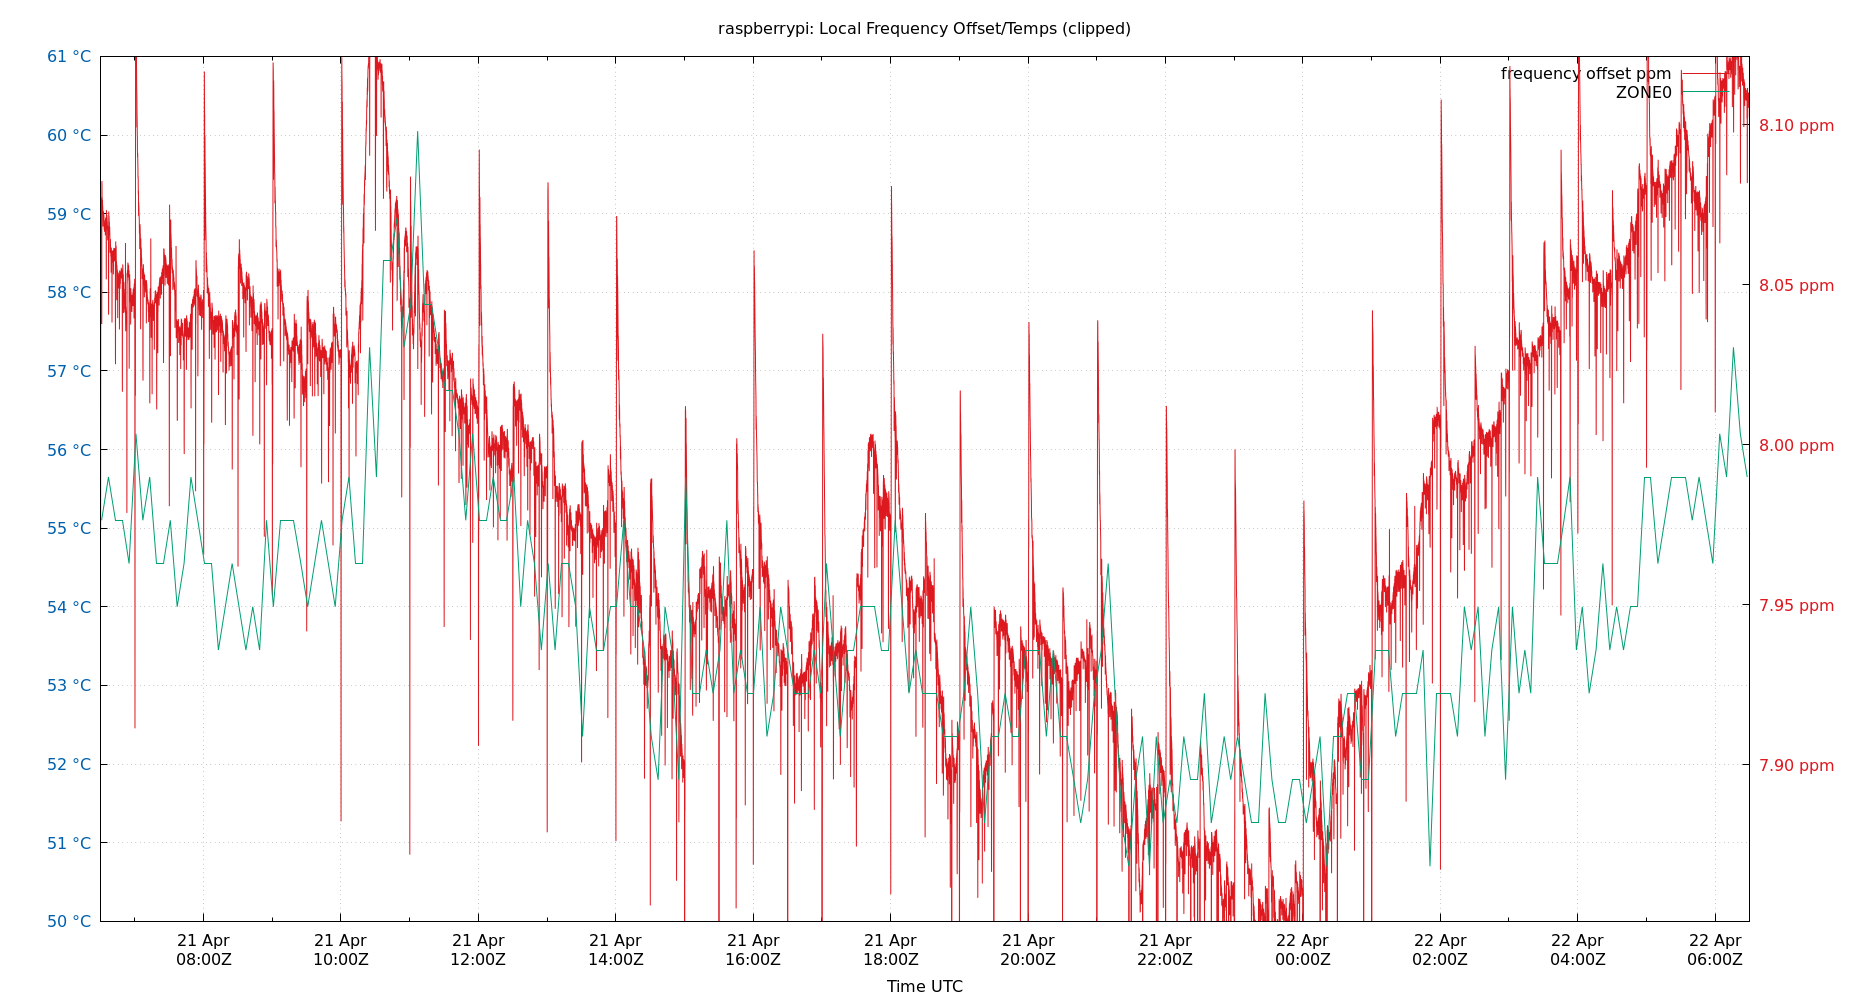 raspberrypi: Local Frequency Offset/Temps (clipped)
61 °C
60 °C
59 °C
58 °C
57 °C
56 °C
55 °C
54 °C
53 °C
52 °C
51 °C
50 °C
frequency offset ppm
ZONE0
8.10 ppm
8.05 ppm
8.00 ppm
7.95 ppm
7.90 ppm
21 Apr 21 Apr 21 Apr 21 Apr 21 Apr 21 Apr 21 Apr 21 Apr 22 Apr 22 Apr 22 Apr 22 Apr
08:00Z 10:00Z 12:00Z 14:00Z 16:00Z 18:00Z 20:00Z 22:00Z 00:00Z 02:00Z 04:00Z 06:00Z
Time UTC